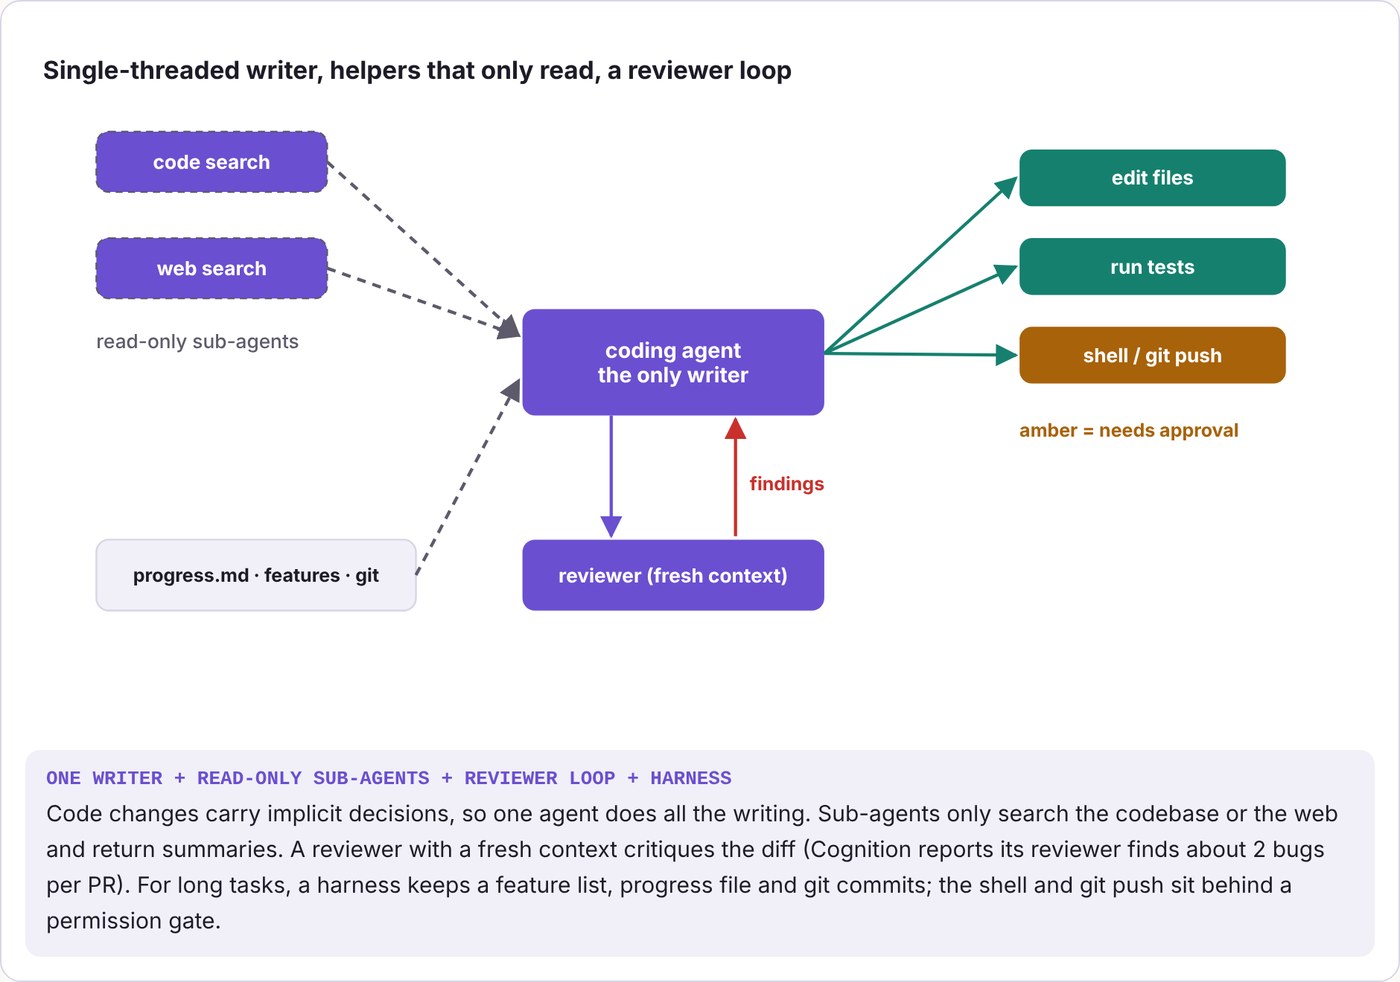 Single-threaded writer, helpers that only read, a reviewer loop
code search
web search
read-only sub-agents
coding agent
the only writer
edit files
run tests
shell / git push
amber = needs approval
findings
progress.md · features · git
reviewer (fresh context)
ONE WRITER + READ-ONLY SUB-AGENTS + REVIEWER LOOP + HARNESS
Code changes carry implicit decisions, so one agent does all the writing. Sub-agents only search the codebase or the web
and return summaries. A reviewer with a fresh context critiques the diff (Cognition reports its reviewer finds about 2 bugs
per PR). For long tasks, a harness keeps a feature list, progress file and git commits; the shell and git push sit behind a
permission gate.